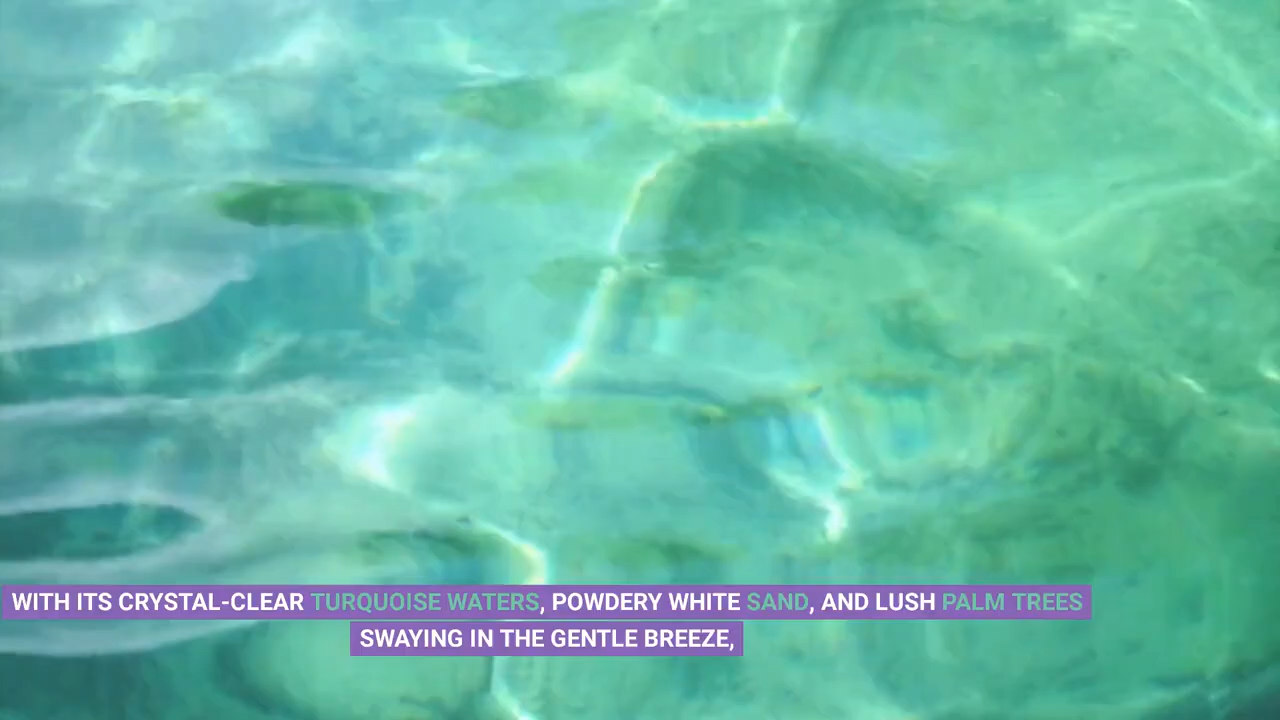 WITH ITS CRYSTAL-CLEAR TURQUOISE WATERS, POWDERY WHITE SAND, AND LUSH PALM TREES
SWAYING IN THE GENTLE BREEZE,